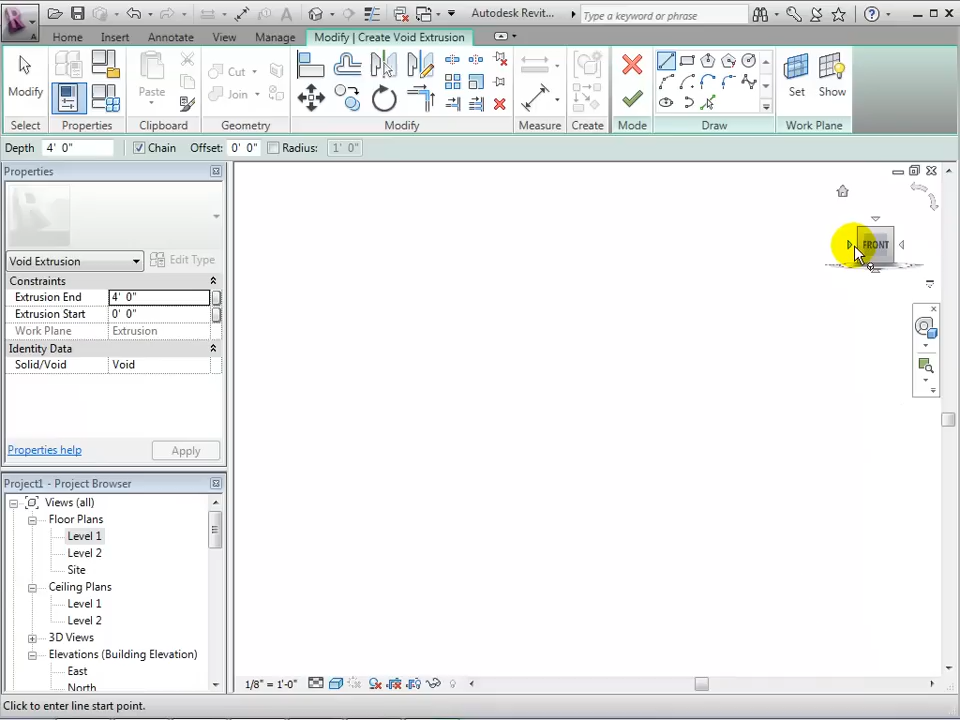 Autodesk Revit... Type a keyword or phrase
Home Insert Annotate View Manage Modify | Create Void Extrusion
Modify Paste Cut Join Set Show
Select Properties Clipboard Geometry Modify Measure Create Mode Draw Work Plane
Depth 4' 0" Chain Offset: 0' 0" Radius: 1' 0"
Properties
FRONT
Void Extrusion Edit Type
Constraints
Extrusion End 4' 0"
Extrusion Start 0' 0"
Work Plane Extrusion
Identity Data
Solid/Void Void
Properties help Apply
Project1 - Project Browser
Views (all)
Floor Plans
Level 1
Level 2
Site
Ceiling Plans
Level 1
Level 2
3D Views
Elevations (Building Elevation)
East
North
1/8" = 1'-0"
Click to enter line start point.